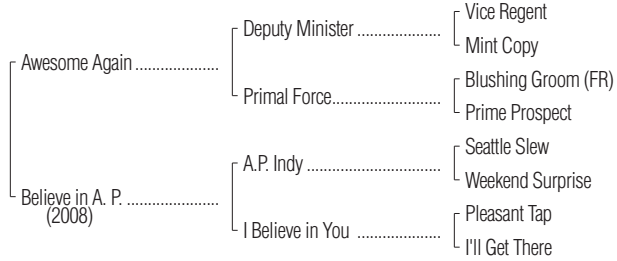 Vice Regent
Deputy Minister ....................
Mint Copy
Awesome Again ....................
Blushing Groom (FR)
Primal Force..........................
Prime Prospect
Seattle Slew
A.P. Indy ................................
Weekend Surprise
Believe in A. P. ......................
(2008)
Pleasant Tap
I Believe in You ....................
I'll Get There